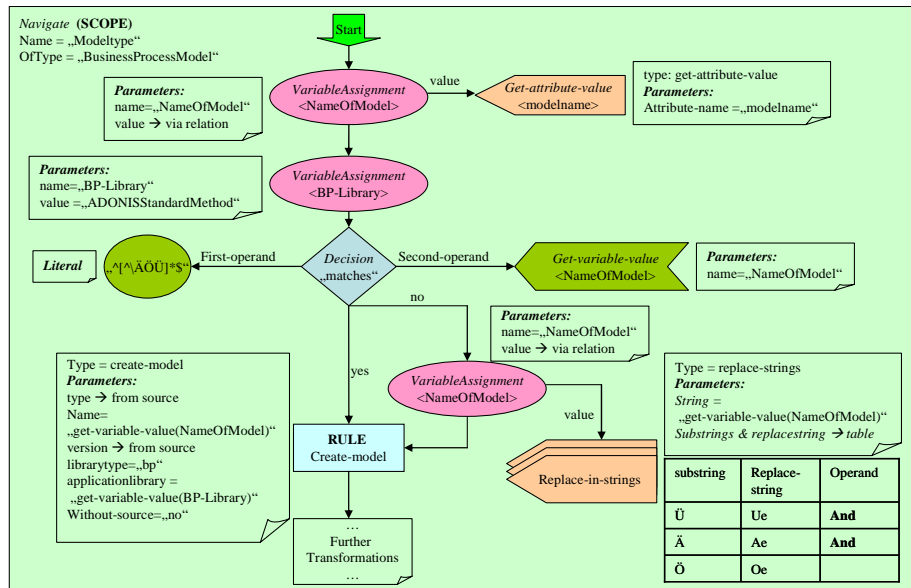 Navigate (SCOPE)
Name = „Modeltype“
OfType = „BusinessProcessModel“
Start
Parameters:
name=„NameOfModel“
value → via relation
VariableAssignment
<NameOfModel>
value
Get-attribute-value
<modelname>
type: get-attribute-value
Parameters:
Attribute-name =„modelname“
Parameters:
name=„BP-Library“
value =„ADONISStandardMethod“
VariableAssignment
<BP-Library>
Literal
„^[^\ÄÖÜ]*$“
First-operand
Decision
„matches“
Second-operand
Get-variable-value
<NameOfModel>
Parameters:
name=„NameOfModel“
no
Parameters:
name=„NameOfModel“
value → via relation
yes
VariableAssignment
<NameOfModel>
value
Type = create-model
Parameters:
type → from source
Name=
„get-variable-value(NameOfModel)“
version → from source
librarytype=„bp“
applicationlibrary =
„get-variable-value(BP-Library)“
Without-source=„no“
RULE
Create-model
Replace-in-strings
…
Further
Transformations
…
Type = replace-strings
Parameters:
String =
„get-variable-value(NameOfModel)“
Substrings & replacestring → table
substring Replace- Operand
string
Ü Ue And
Ä Ae And
Ö Oe